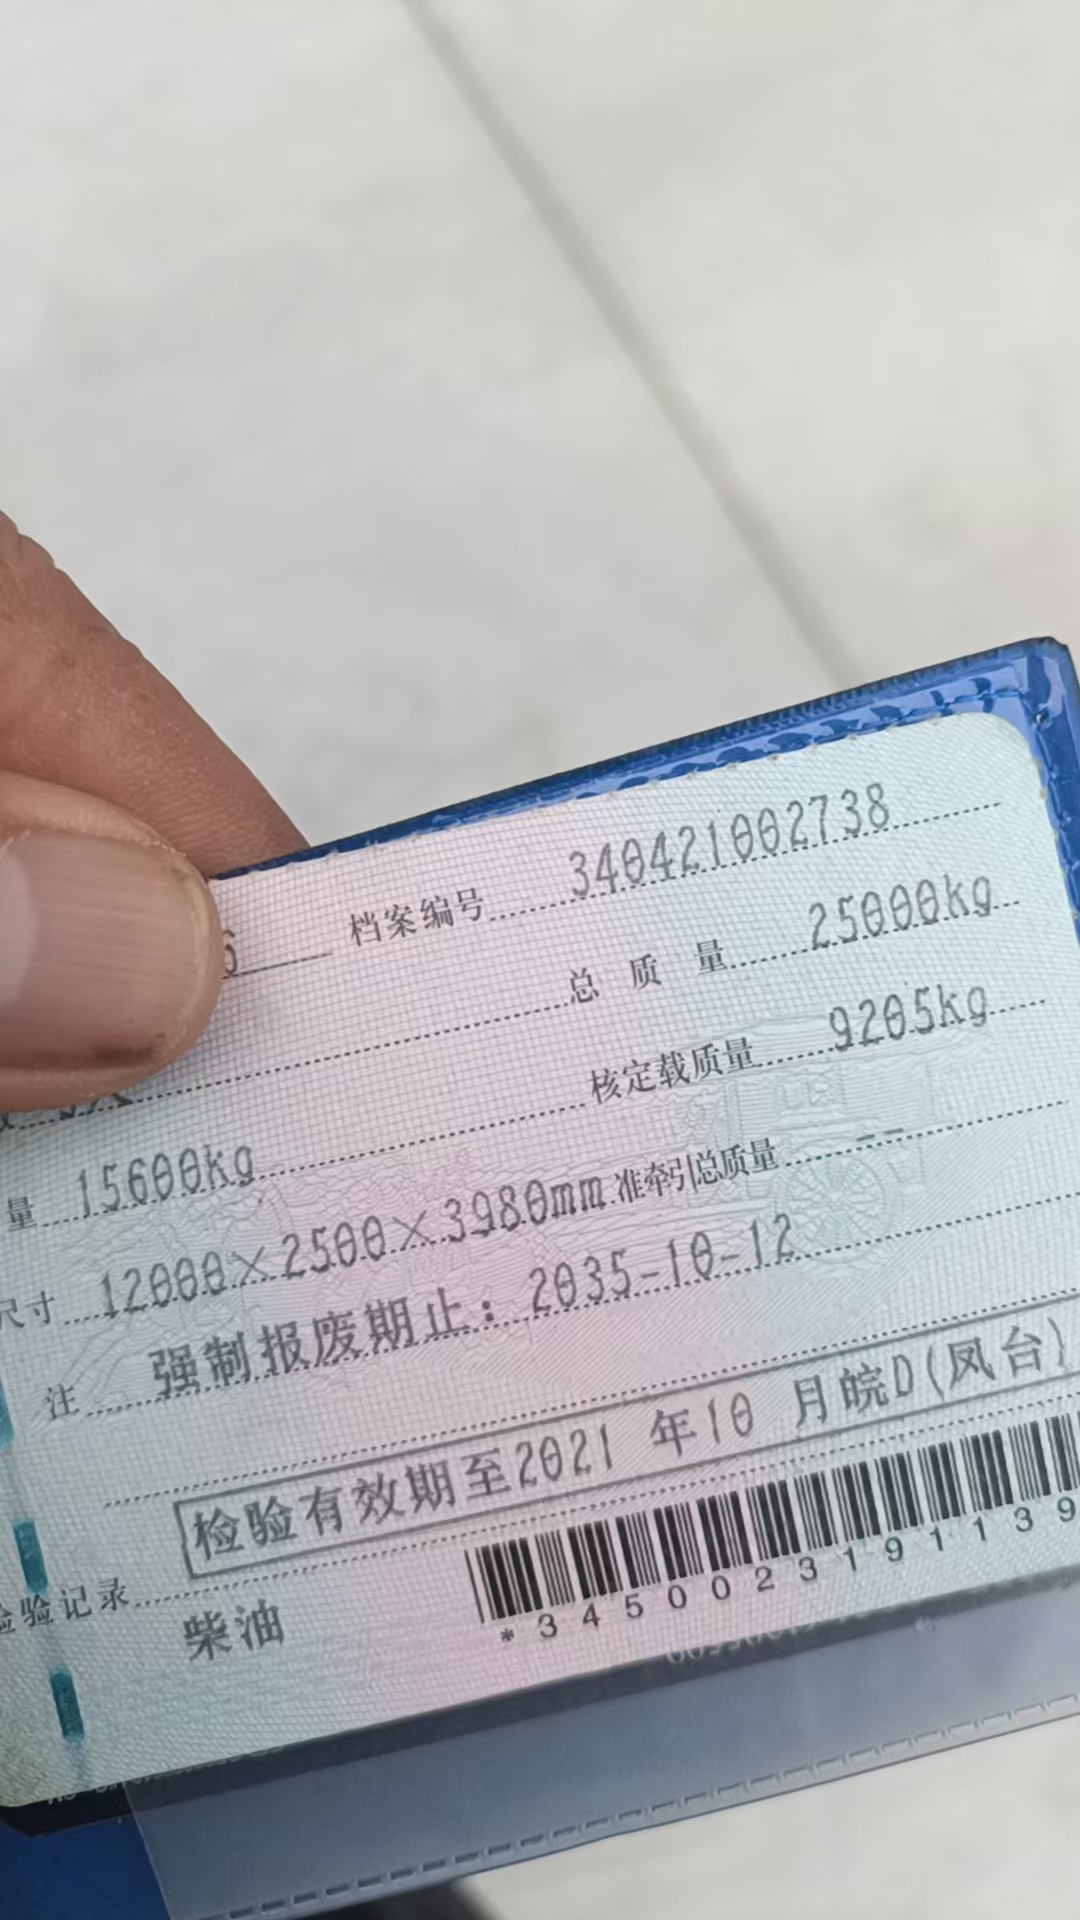 6 档案编号 340421002738
总 质 量 25000kg
核定载质量 9205kg
量 15600kg
尺寸 12000×2500×3980mm 准牵引总质量 --
注 强制报废期止：2035-10-12
检验有效期至2021 年10 月皖D(凤台)
检验记录
柴油
*3450023191139